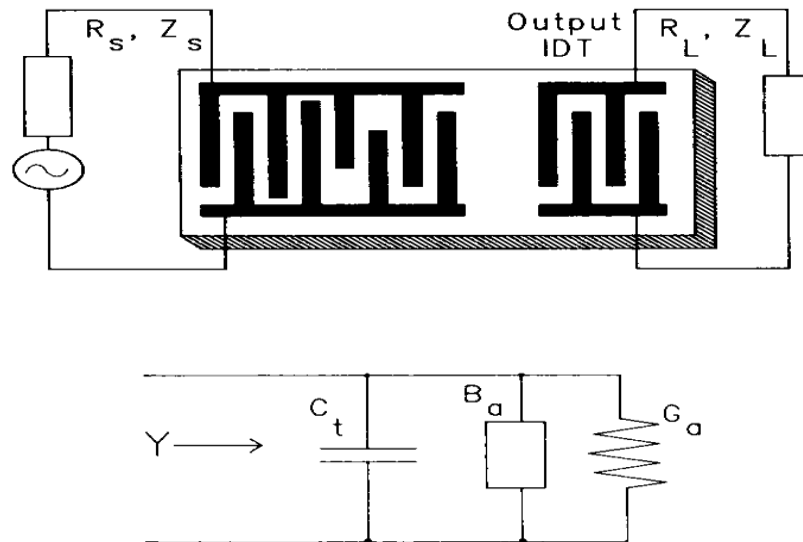 R_s, Z_s
Output
IDT
R_L, Z_L
C_t
B_a
G_a
Y